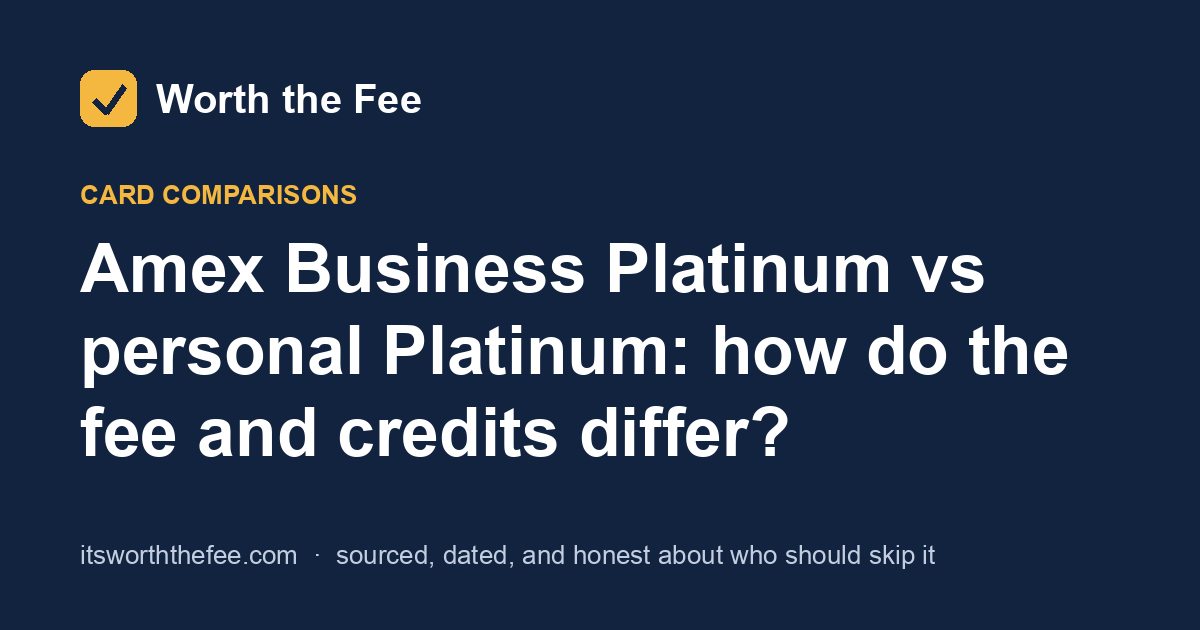 Worth the Fee
CARD COMPARISONS
Amex Business Platinum vs
personal Platinum: how do the
fee and credits differ?
itsworththefee.com · sourced, dated, and honest about who should skip it